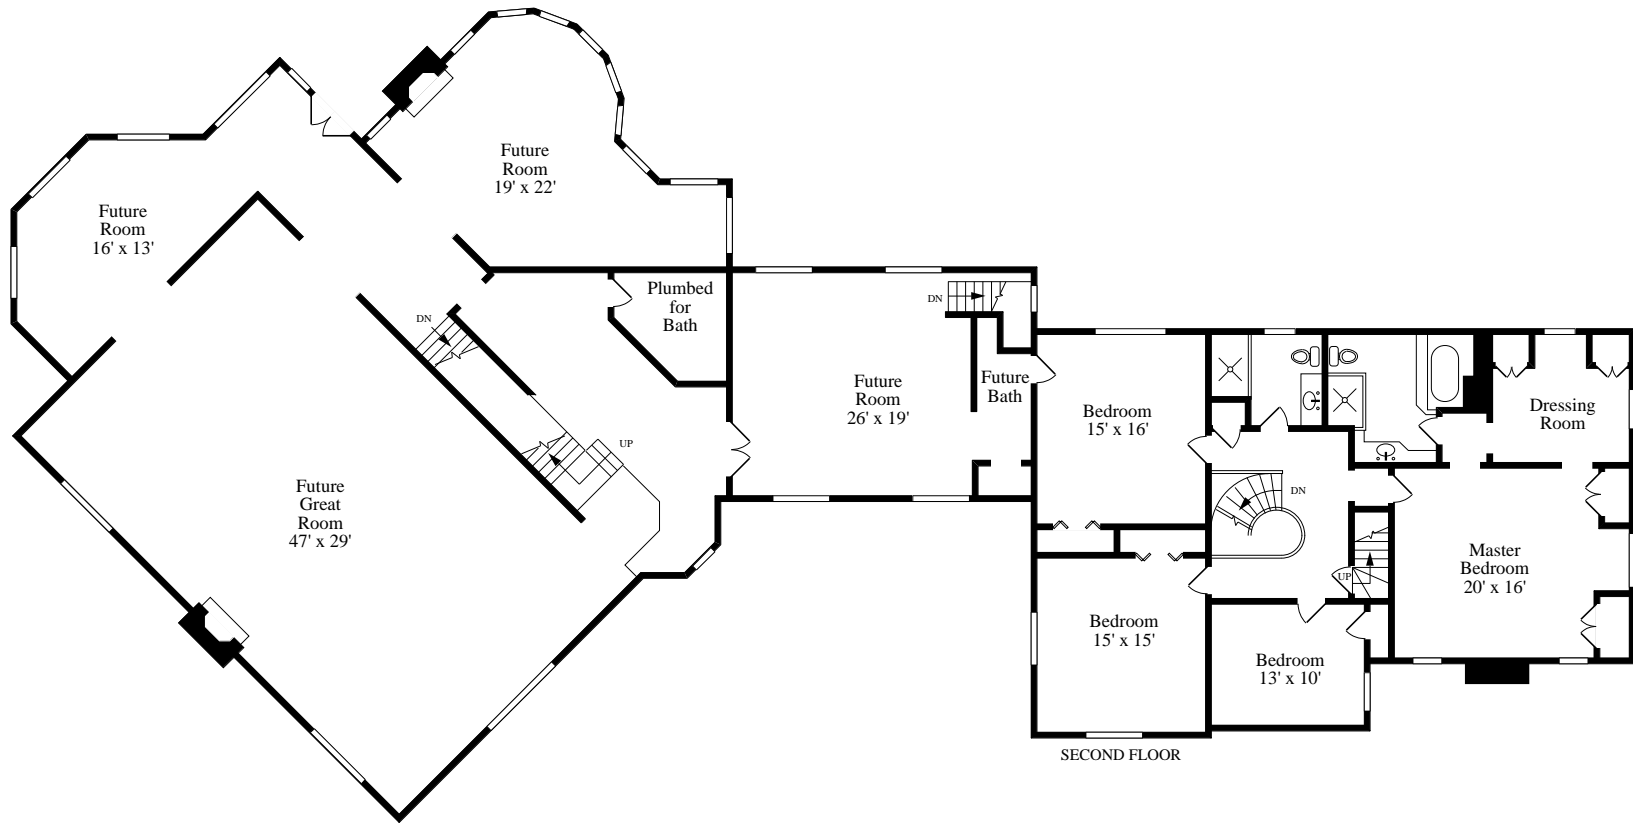 Future
Room
19' x 22'
Future
Room
16' x 13'
Plumbed
for
Bath
DN
DN
Future
Room
26' x 19'
Future
Bath
Bedroom
15' x 16'
Dressing
Room
UP
Future
Great
Room
47' x 29'
DN
Master
Bedroom
20' x 16'
UP
Bedroom
15' x 15'
Bedroom
13' x 10'
SECOND FLOOR